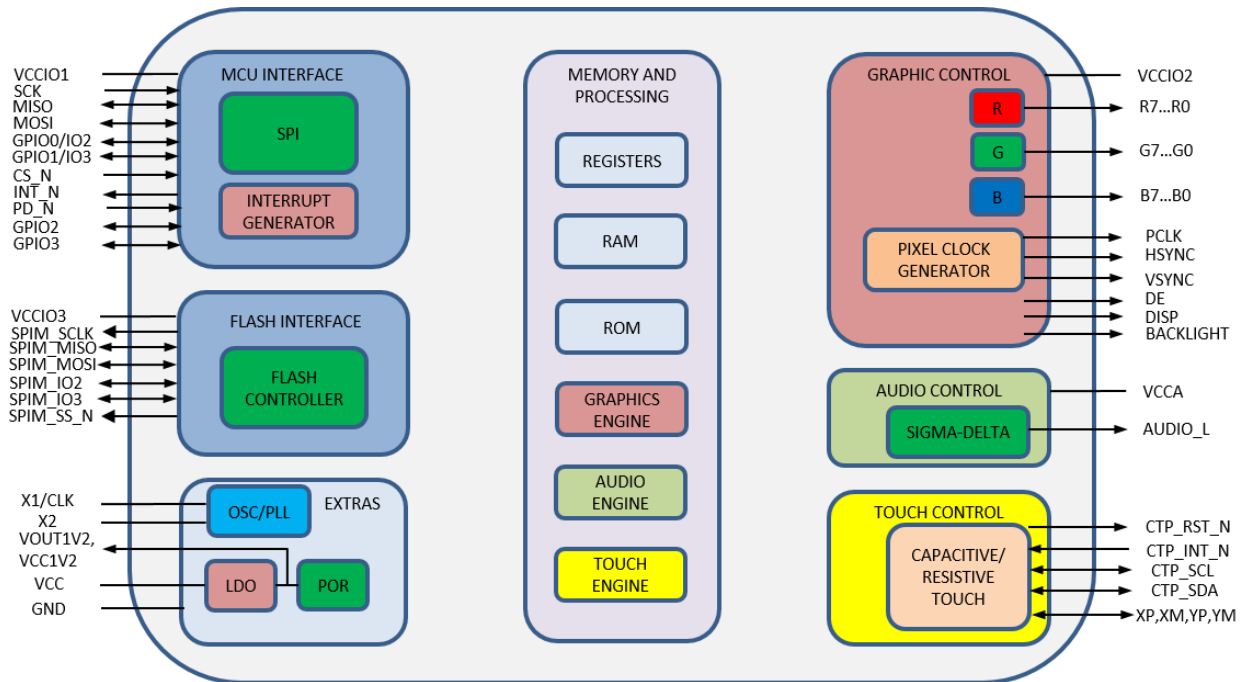 VCCIO1
SCK
MISO
MOSI
GPIO0/IO2
GPIO1/IO3
CS_N
INT_N
PD_N
GPIO2
GPIO3
MCU INTERFACE
SPI
INTERRUPT
GENERATOR
VCCIO3
SPIM_SCLK
SPIM_MISO
SPIM_MOSI
SPIM_IO2
SPIM_IO3
SPIM_SS_N
FLASH INTERFACE
FLASH
CONTROLLER
X1/CLK
X2
VOUT1V2,
VCC1V2
VCC
GND
OSC/PLL
EXTRAS
LDO
POR
MEMORY AND
PROCESSING
REGISTERS
RAM
ROM
GRAPHICS
ENGINE
AUDIO
ENGINE
TOUCH
ENGINE
GRAPHIC CONTROL
R
G
B
PIXEL CLOCK
GENERATOR
VCCIO2
R7...R0
G7...G0
B7...B0
PCLK
HSYNC
VSYNC
DE
DISP
BACKLIGHT
AUDIO CONTROL
SIGMA-DELTA
VCCA
AUDIO_L
TOUCH CONTROL
CAPACITIVE/
RESISTIVE
TOUCH
CTP_RST_N
CTP_INT_N
CTP_SCL
CTP_SDA
XP,XM,YP,YM